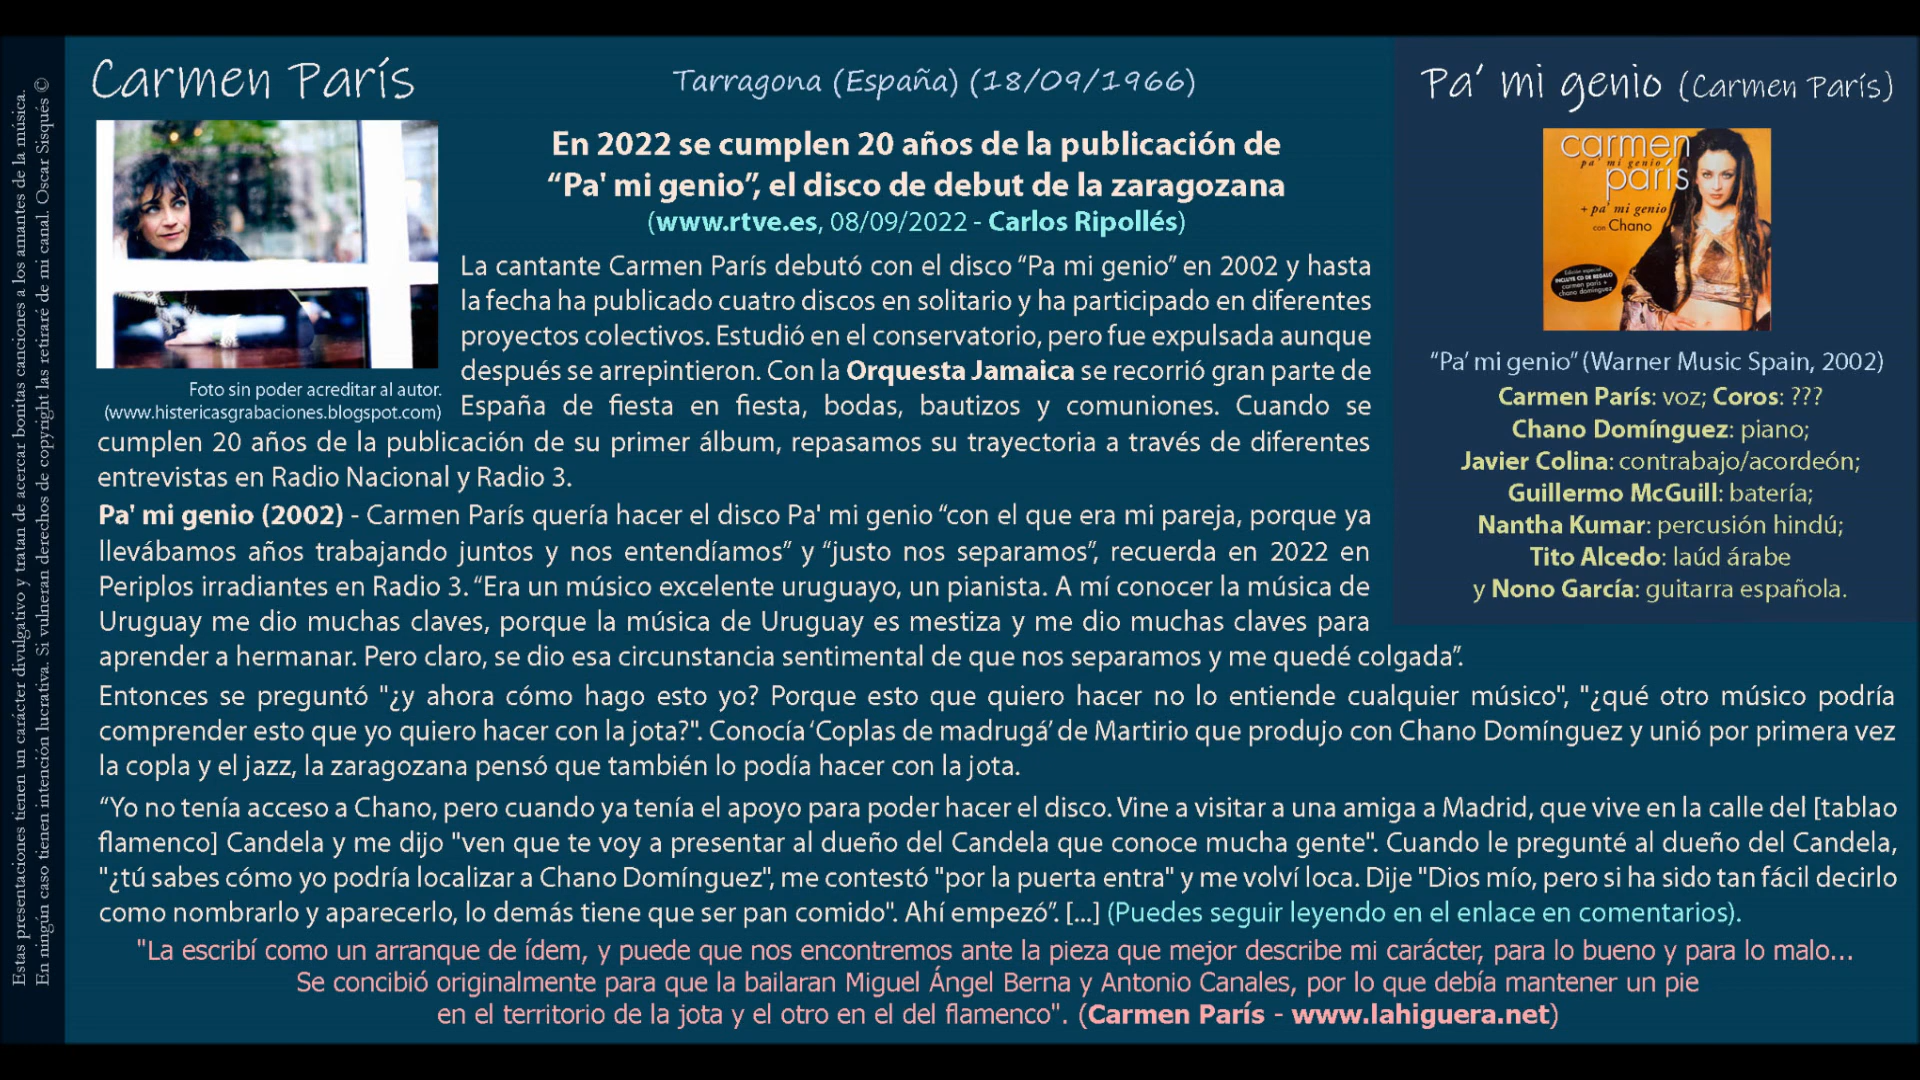 Estas presentaciones tienen un carácter divulgativo y tratan de acercar bonitas canciones a los amantes de la música.
En ningún caso tienen intención lucrativa. Si vulneran derechos de copyright las retiraré de mi canal. Oscar Sisqués ©
Carmen París
Tarragona (España) (18/09/1966)
En 2022 se cumplen 20 años de la publicación de
“Pa' mi genio”, el disco de debut de la zaragozana
(www.rtve.es, 08/09/2022 - Carlos Ripollés)
Foto sin poder acreditar al autor.
(www.histericasgrabaciones.blogspot.com)
La cantante Carmen París debutó con el disco “Pa mi genio” en 2002 y hasta
la fecha ha publicado cuatro discos en solitario y ha participado en diferentes
proyectos colectivos. Estudió en el conservatorio, pero fue expulsada aunque
después se arrepintieron. Con la Orquesta Jamaica se recorrió gran parte de
España de fiesta en fiesta, bodas, bautizos y comuniones. Cuando se
cumplen 20 años de la publicación de su primer álbum, repasamos su trayectoria a través de diferentes
entrevistas en Radio Nacional y Radio 3.
Pa' mi genio (2002) - Carmen París quería hacer el disco Pa' mi genio “con el que era mi pareja, porque ya
llevábamos años trabajando juntos y nos entendíamos” y “justo nos separamos”, recuerda en 2022 en
Periplos irradiantes en Radio 3. “Era un músico excelente uruguayo, un pianista. A mí conocer la música de
Uruguay me dio muchas claves, porque la música de Uruguay es mestiza y me dio muchas claves para
aprender a hermanar. Pero claro, se dio esa circunstancia sentimental de que nos separamos y me quedé colgada”.
Entonces se preguntó "¿y ahora cómo hago esto yo? Porque esto que quiero hacer no lo entiende cualquier músico", "¿qué otro músico podría
comprender esto que yo quiero hacer con la jota?". Conocía ‘Coplas de madrugá’ de Martirio que produjo con Chano Domínguez y unió por primera vez
la copla y el jazz, la zaragozana pensó que también lo podía hacer con la jota.
“Yo no tenía acceso a Chano, pero cuando ya tenía el apoyo para poder hacer el disco. Vine a visitar a una amiga a Madrid, que vive en la calle del [tablao
flamenco] Candela y me dijo "ven que te voy a presentar al dueño del Candela que conoce mucha gente". Cuando le pregunté al dueño del Candela,
"¿tú sabes cómo yo podría localizar a Chano Domínguez", me contestó "por la puerta entra" y me volví loca. Dije "Dios mío, pero si ha sido tan fácil decirlo
como nombrarlo y aparecerlo, lo demás tiene que ser pan comido". Ahí empezó”. [...] (Puedes seguir leyendo en el enlace en comentarios).
"La escribí como un arranque de ídem, y puede que nos encontremos ante la pieza que mejor describe mi carácter, para lo bueno y para lo malo...
Se concibió originalmente para que la bailaran Miguel Ángel Berna y Antonio Canales, por lo que debía mantener un pie
en el territorio de la jota y el otro en el del flamenco". (Carmen París - www.lahiguera.net)
Pa’ mi genio (Carmen París)
carmen
pa' mi genio
parís
+ pa' mi genio
con Chano
Edición especial
INCLUYE CD DE REGALO
carmen parís +
chano domínguez
“Pa’ mi genio” (Warner Music Spain, 2002)
Carmen París: voz; Coros: ???
Chano Domínguez: piano;
Javier Colina: contrabajo/acordeón;
Guillermo McGuill: batería;
Nantha Kumar: percusión hindú;
Tito Alcedo: laúd árabe
y Nono García: guitarra española.